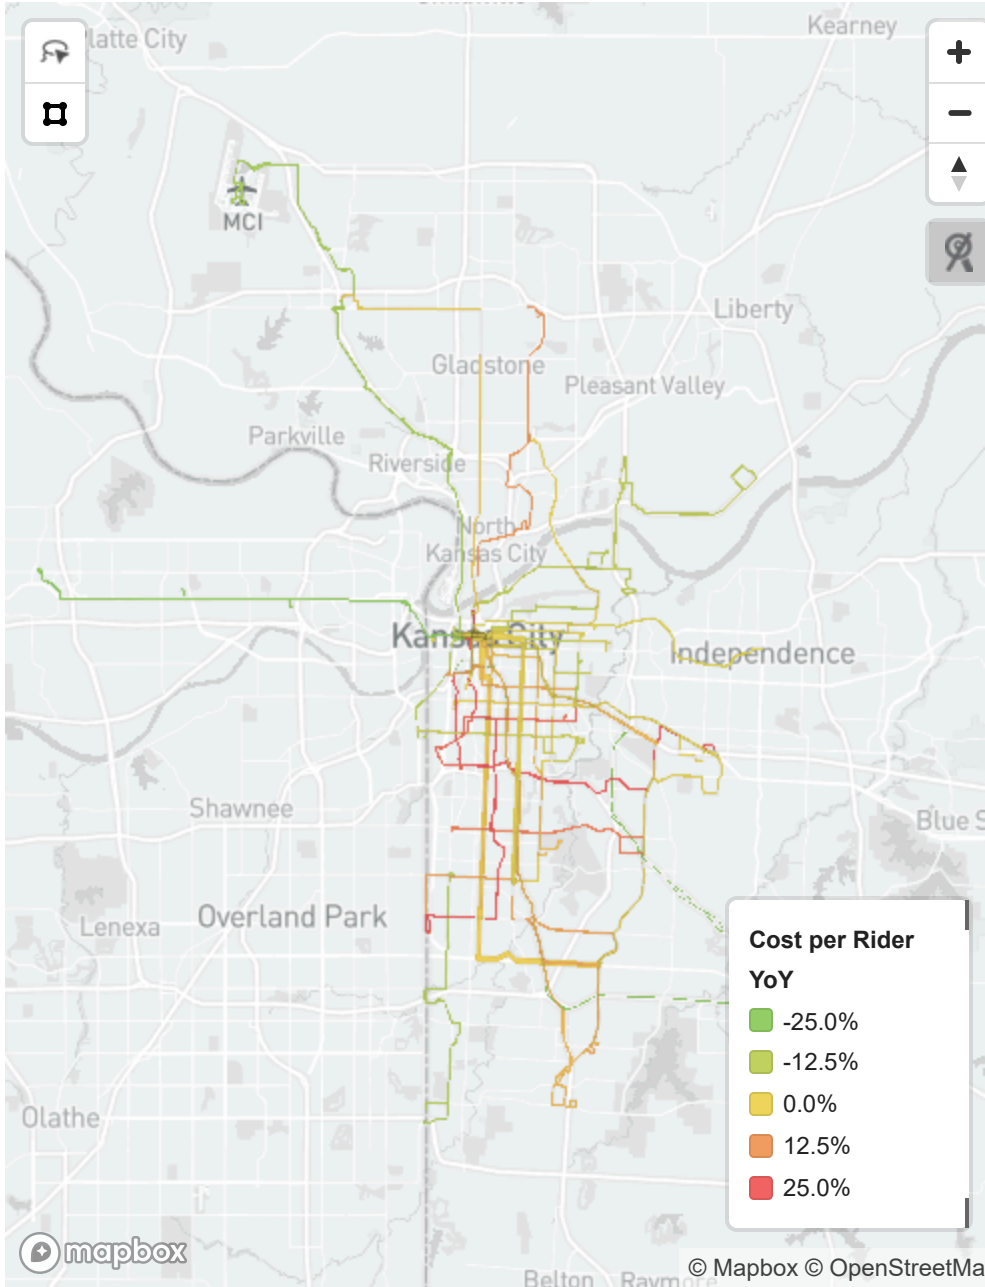 Platte City
Kearney
MCI
Liberty
Gladstone
Pleasant Valley
Parkville
Riverside
North
Kansas City
Kansas City
Independence
Shawnee
Blue S
Overland Park
Lenexa
Cost per Rider
YoY
-25.0%
-12.5%
0.0%
12.5%
25.0%
Olathe
mapbox
© Mapbox © OpenStreetMa
Belton
Raymore